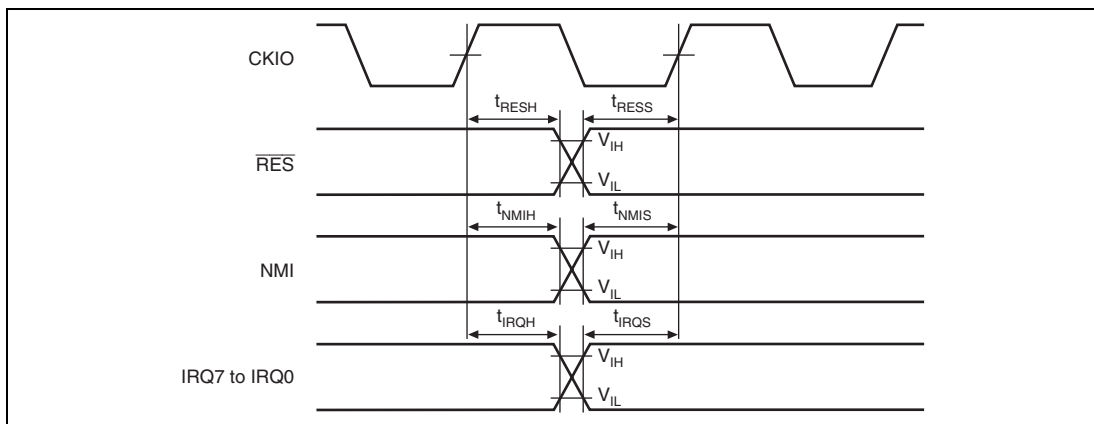 CKIO
tRESH tRESS
RES
VIH
VIL
tNMIH tNMIS
NMI
VIH
VIL
tIRQH tIRQS
IRQ7 to IRQ0
VIH
VIL